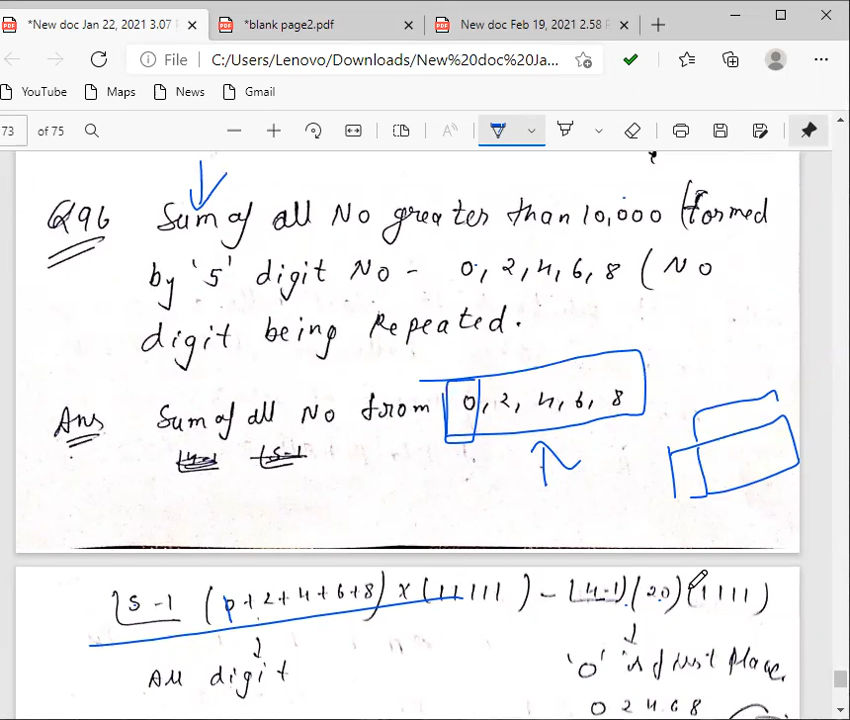 *New doc Jan 22, 2021 3.07
*blank page2.pdf
New doc Feb 19, 2021 2.58
File C:/Users/Lenovo/Downloads/New%20doc%20Ja...
YouTube Maps News Gmail
73 of 75
Q96 Sum of all No greater than 10,000 (formed
by '5' digit No - 0, 2, 4, 6, 8 (No
digit being Repeated.
Ans Sum of all No from 0, 2, 4, 6, 8
5-1 (0+2+4+6+8) × (11111) - (4-1) (20) (1111)
All digit
'0' is first place
0 2 4 6 8